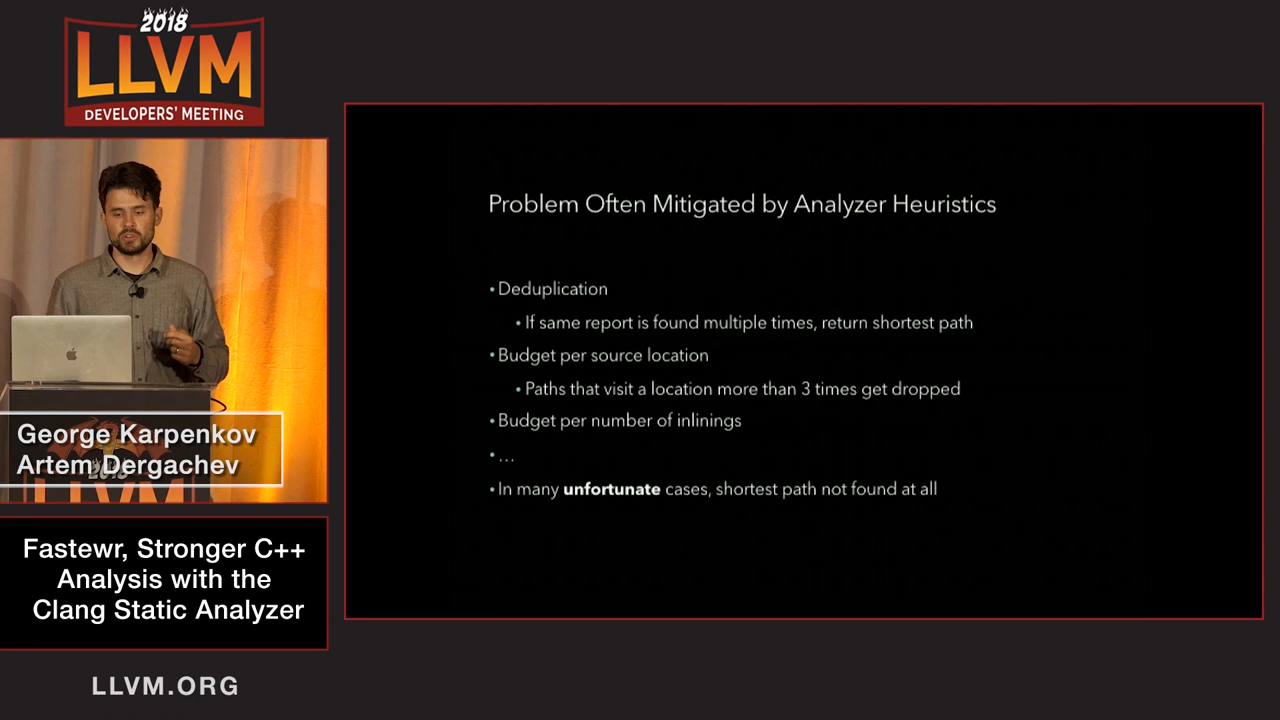 2018
LLVM
DEVELOPERS' MEETING
George Karpenkov
Artem Dergachev
2018
LLVM
Fastewr, Stronger C++
Analysis with the
Clang Static Analyzer
LLVM.ORG
Problem Often Mitigated by Analyzer Heuristics
• Deduplication
• If same report is found multiple times, return shortest path
• Budget per source location
• Paths that visit a location more than 3 times get dropped
• Budget per number of inlinings
• …
• In many unfortunate cases, shortest path not found at all